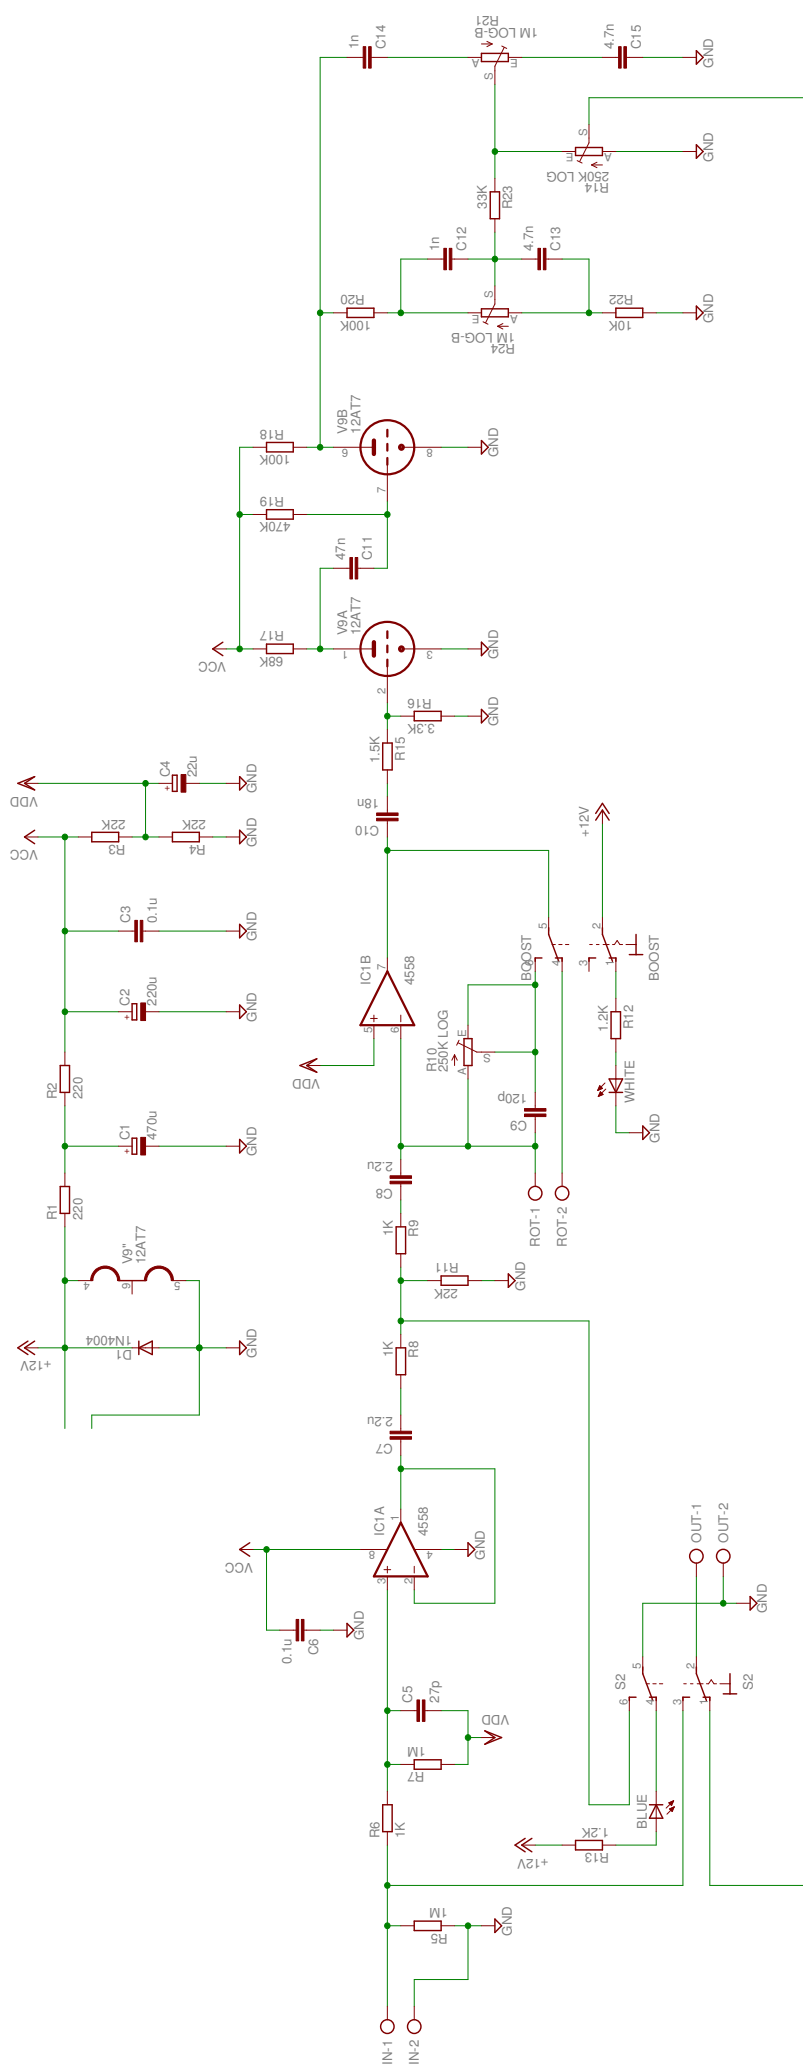 R21
1M LOG-B
A
E
S
1n
C14
4.7n
C15
GND
S
E
A
R14
250K LOG
GND
33K
R23
1n
C12
4.7n
C13
R20
100K
S
E
A
1M LOG-B
R24
R22
10K
GND
R18
100K
V9B
12AT7
6
7
8
GND
R19
470K
47n
C11
VCC
R17
68K
V9A
12AT7
1
2
3
GND
R16
3.3K
GND
1.5K
R15
18n
C10
VDD
C4
22u
+
GND
VCC
R3
22K
R4
22K
GND
C3
0.1u
GND
C2
220u
+
GND
R2
220
C1
470u
+
GND
R1
220
V9"
12AT7
4
9
5
+12V
1N4004
D1
GND
IC1B
4558
7
5
6
+
–
VDD
R10
250K LOG
A
E
S
120p
C9
BOOST
5
6
4
+12V
2
3
1
BOOST
1.2K
R12
WHITE
GND
ROT-1
ROT-2
2.2u
C8
1K
R9
R11
22K
GND
1K
R8
2.2u
C7
IC1A
4558
1
8
4
3
2
+
–
VCC
GND
0.1u
C6
GND
C5
27p
R7
1M
VDD
R6
1K
OUT-1
OUT-2
GND
S2
5
6
4
2
3
1
S2
BLUE
1.2K
R13
+12V
R5
1M
GND
IN-1
IN-2